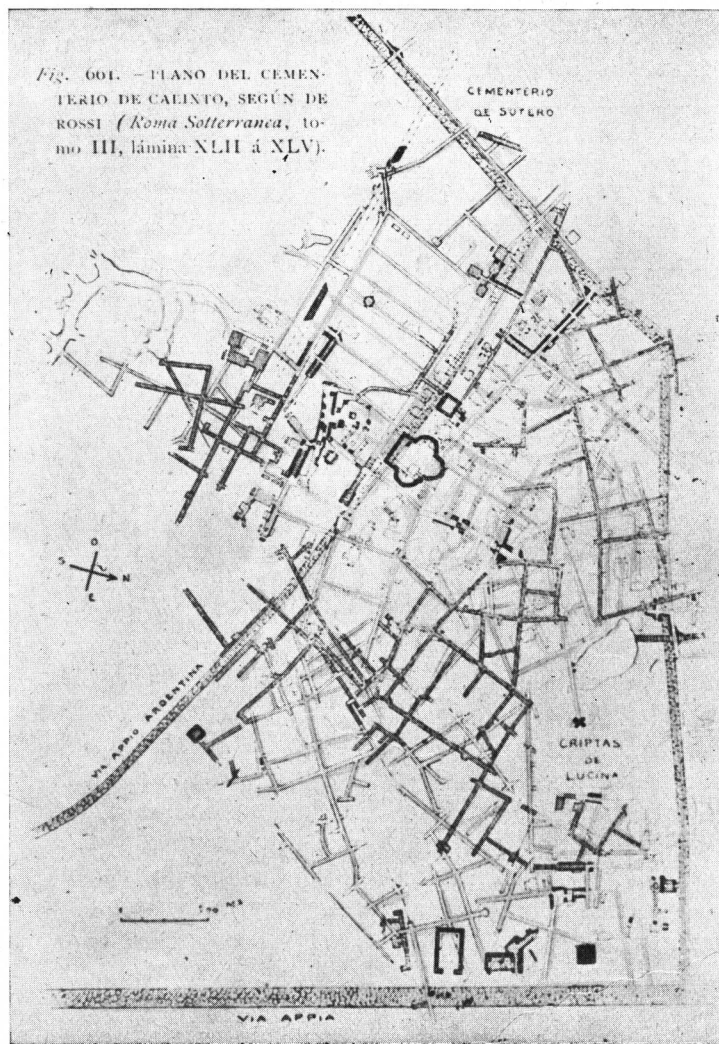 Fig. 601. – PLANO DEL CEMEN-
TERIO DE CALIXTO, SEGÚN DE
ROSSI (Roma Sotterranea, to-
mo III, lámina XLII á XLV).
CEMENTERIO
DE SOTERO
O
S
N
E
VIA APPIO ARGENTINA
CRIPTAS
DE
LUCINA
VIA APPIA